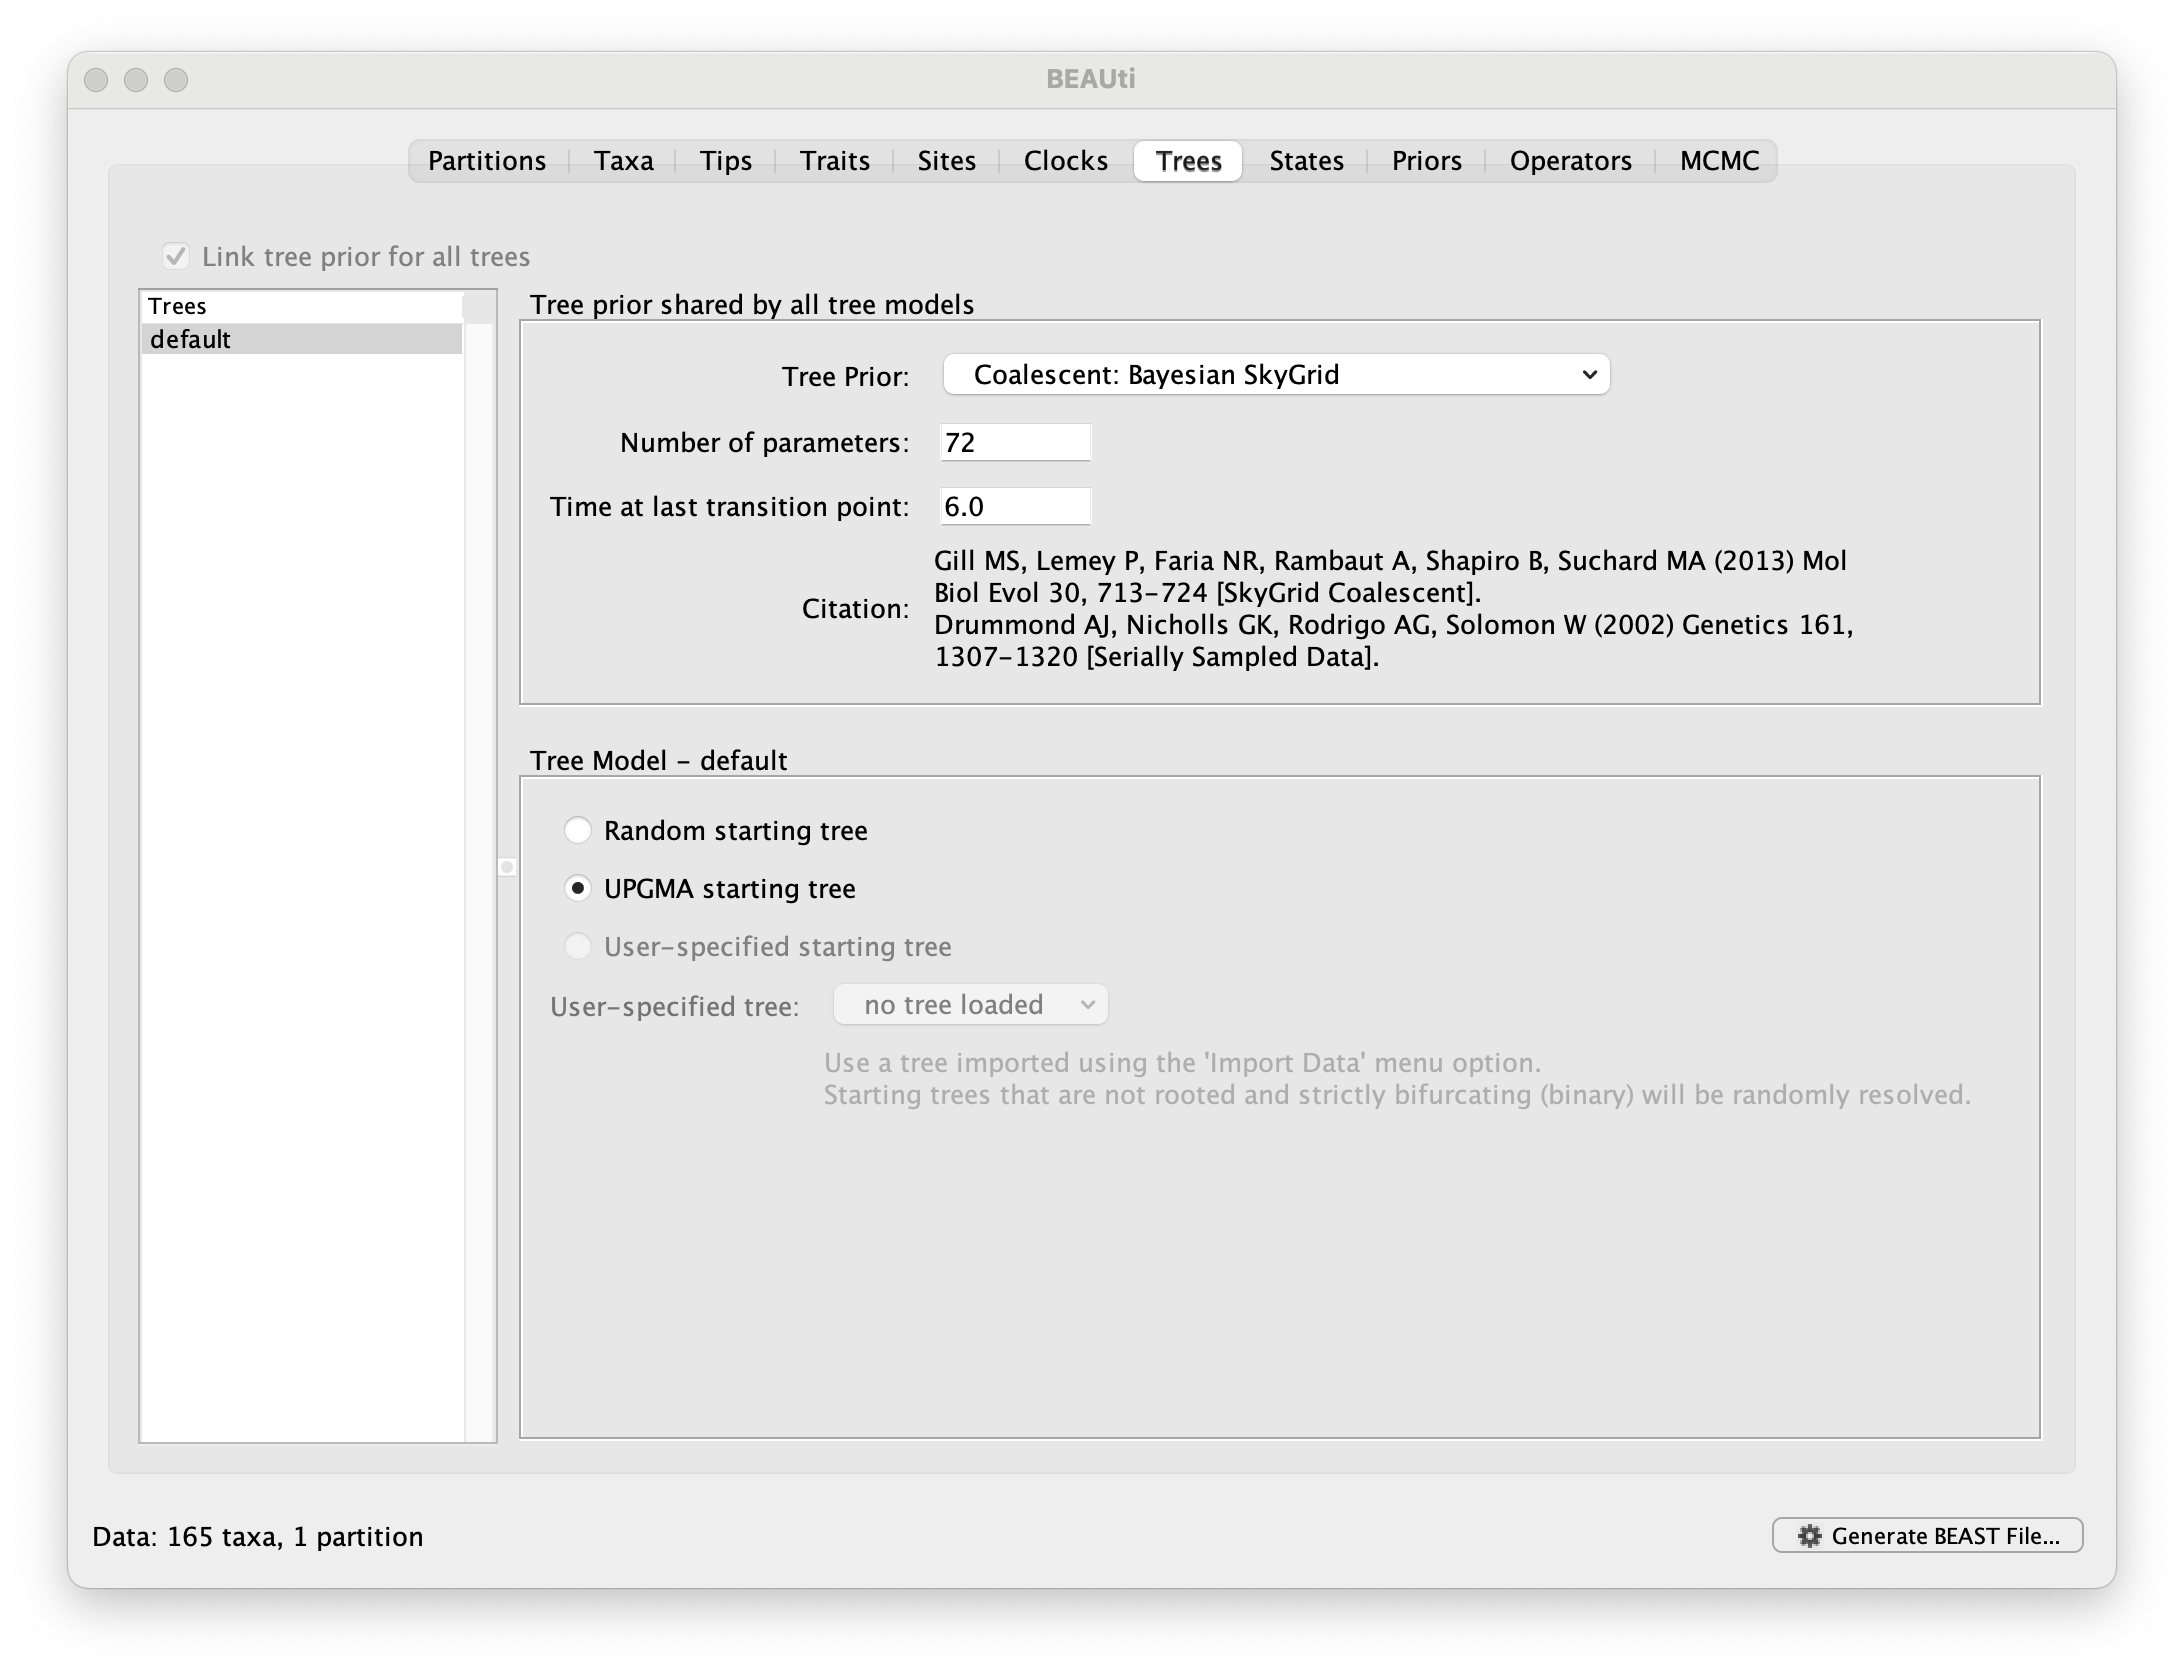 BEAUti
Partitions Taxa Tips Traits Sites Clocks Trees States Priors Operators MCMC
Link tree prior for all trees
Trees
default
Tree prior shared by all tree models
Tree Prior: Coalescent: Bayesian SkyGrid
Number of parameters: 72
Time at last transition point: 6.0
Citation:
Gill MS, Lemey P, Faria NR, Rambaut A, Shapiro B, Suchard MA (2013) Mol
Biol Evol 30, 713–724 [SkyGrid Coalescent].
Drummond AJ, Nicholls GK, Rodrigo AG, Solomon W (2002) Genetics 161,
1307–1320 [Serially Sampled Data].
Tree Model – default
Random starting tree
UPGMA starting tree
User–specified starting tree
User–specified tree: no tree loaded
Use a tree imported using the 'Import Data' menu option.
Starting trees that are not rooted and strictly bifurcating (binary) will be randomly resolved.
Data: 165 taxa, 1 partition
Generate BEAST File...